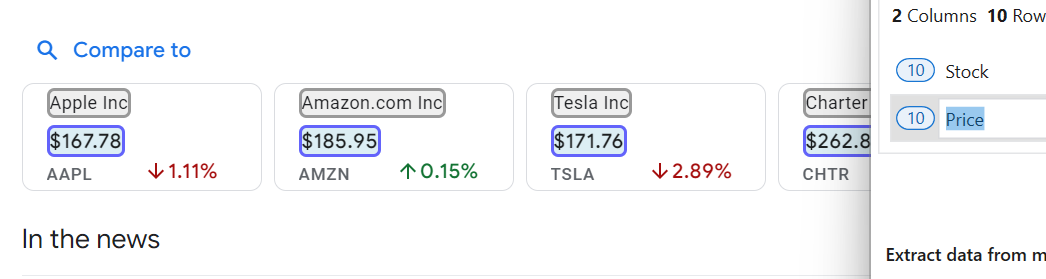 Compare to
Apple Inc
$167.78
AAPL
1.11%
Amazon.com Inc
$185.95
AMZN
0.15%
Tesla Inc
$171.76
TSLA
2.89%
Charter
$262.8
CHTR
In the news
2 Columns 10 Row
10 Stock
10 Price
Extract data from m